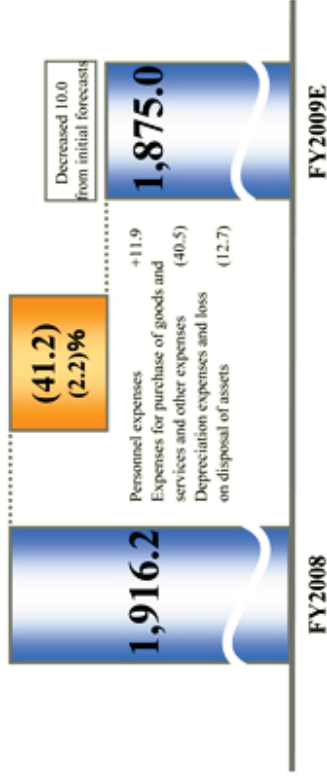 Decreased 10.0
from initial forecasts
(41.2)
(2.2)%
1,916.2
1,875.0
Personnel expenses +11.9
Expenses for purchase of goods and
services and other expenses (40.5)
Depreciation expenses and loss
on disposal of assets (12.7)
FY2008
FY2009E